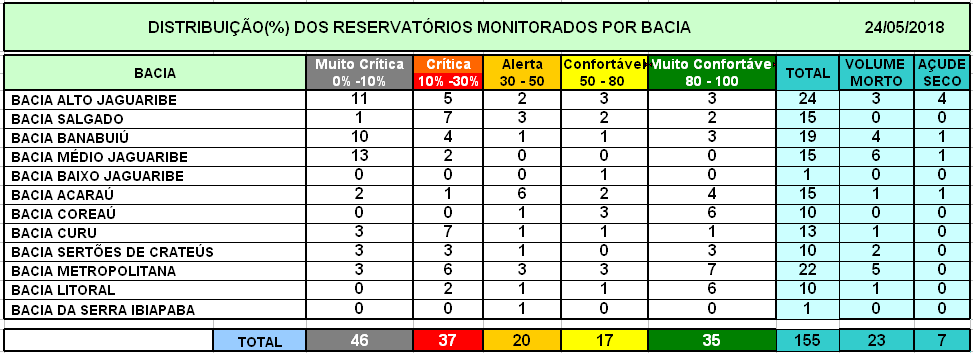 DISTRIBUIÇÃO(%) DOS RESERVATÓRIOS MONITORADOS POR BACIA 24/05/2018
BACIA Muito Crítica 0% -10% Crítica 10% -30% Alerta 30 - 50 Confortável 50 - 80 Muito Confortáve 80 - 100 TOTAL VOLUME MORTO AÇUDE SECO
BACIA ALTO JAGUARIBE 11 5 2 3 3 24 3 4
BACIA SALGADO 1 7 3 2 2 15 0 0
BACIA BANABUIÚ 10 4 1 1 3 19 4 1
BACIA MÉDIO JAGUARIBE 13 2 0 0 0 15 6 1
BACIA BAIXO JAGUARIBE 0 0 0 1 0 1 0 0
BACIA ACARAÚ 2 1 6 2 4 15 1 1
BACIA COREAÚ 0 0 1 3 6 10 0 0
BACIA CURU 3 7 1 1 1 13 1 0
BACIA SERTÕES DE CRATEÚS 3 3 1 0 3 10 2 0
BACIA METROPOLITANA 3 6 3 3 7 22 5 0
BACIA LITORAL 0 2 1 1 6 10 1 0
BACIA DA SERRA IBIAPABA 0 0 1 0 0 1 0 0
TOTAL 46 37 20 17 35 155 23 7